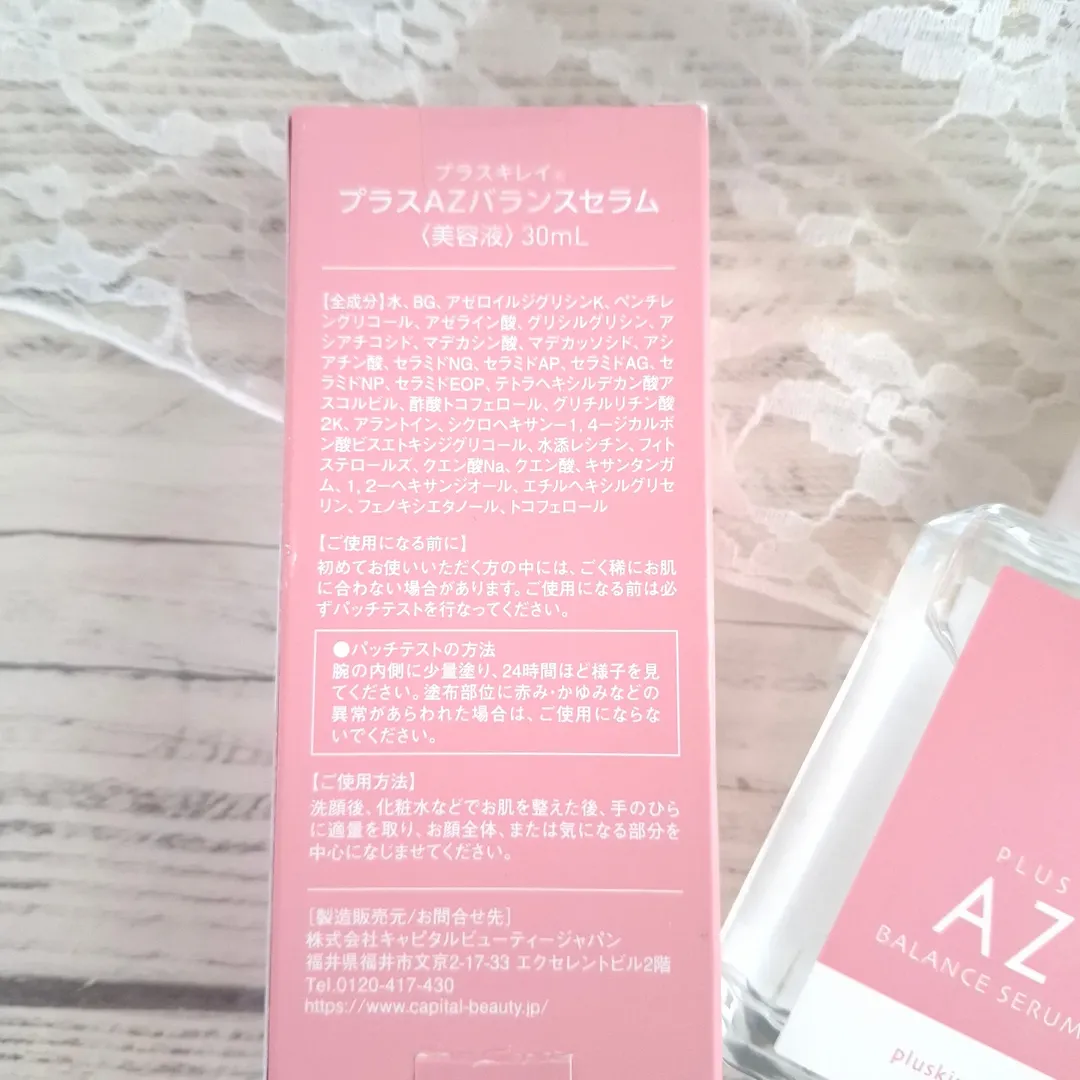 プラスキレイ®
プラスAZバランスセラム
〈美容液〉30mL
【全成分】水、BG、アゼロイルジグリシンK、ペンチレ
ングリコール、アゼライン酸、グリシルグリシン、ア
シアチコシド、マデカシン酸、マデカッソシド、アシ
アチン酸、セラミドNG、セラミドAP、セラミドAG、セ
ラミドNP、セラミドEOP、テトラヘキシルデカン酸ア
スコルビル、酢酸トコフェロール、グリチルリチン酸
2K、アラントイン、シクロヘキサン-1,4-ジカルボ
ン酸ビスエトキシジグリコール、水添レシチン、フィト
ステロールズ、クエン酸Na、クエン酸、キサンタンガ
ム、1,2-ヘキサンジオール、エチルヘキシルグリセ
リン、フェノキシエタノール、トコフェロール
【ご使用になる前に】
初めてお使いいただく方の中には、ごく稀にお肌
に合わない場合があります。ご使用になる前は必
ずパッチテストを行なってください。
●パッチテストの方法
腕の内側に少量塗り、24時間ほど様子を見
てください。塗布部位に赤み・かゆみなどの
異常があらわれた場合は、ご使用にならな
いでください。
【ご使用方法】
洗顔後、化粧水などでお肌を整えた後、手のひら
に適量を取り、お顔全体、または気になる部分を
中心になじませてください。
[製造販売元/お問合せ先]
株式会社キャピタルビューティージャパン
福井県福井市文京2-17-33 エクセレントビル2階
Tel.0120-417-430
https://www.capital-beauty.jp/
PLUS
AZ
BALANCE SERUM